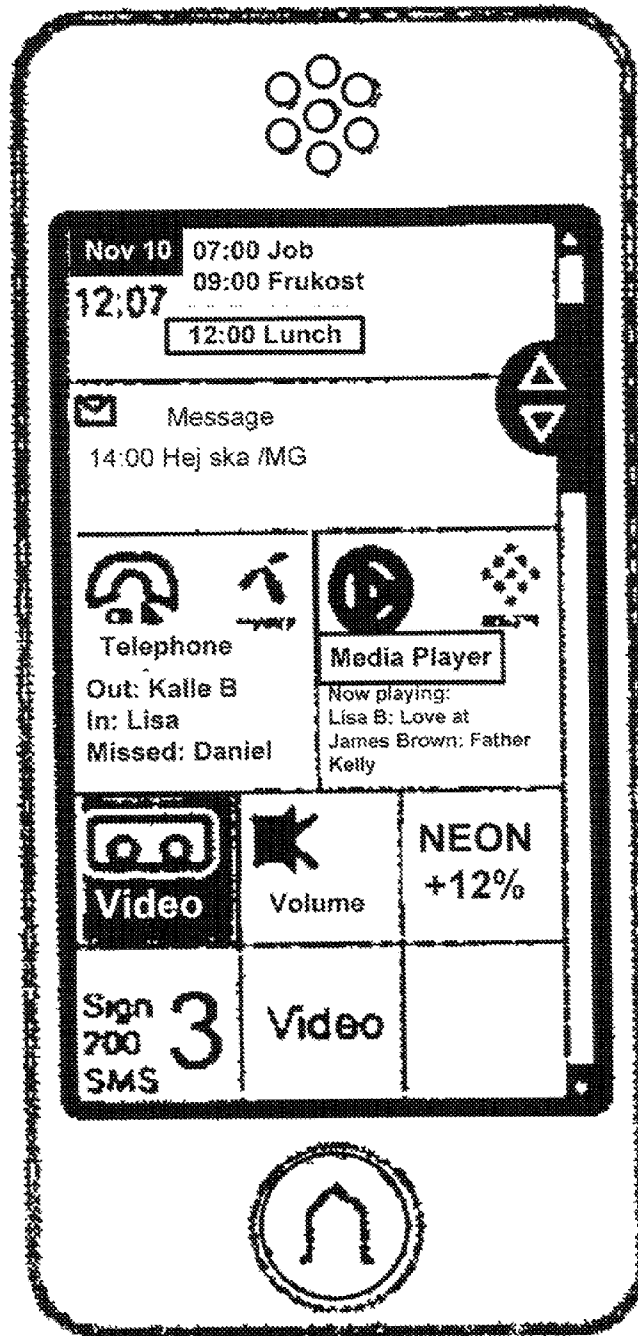 Nov 10
12:07
07:00 Job
09:00 Frukost
12:00 Lunch
Message
14:00 Hej ska /MG
Telephone
Out: Kalle B
In: Lisa
Missed: Daniel
Media Player
Now playing:
Lisa B: Love at
James Brown: Father
Kelly
Video
Volume
NEON
+12%
Sign
200
SMS
3
Video